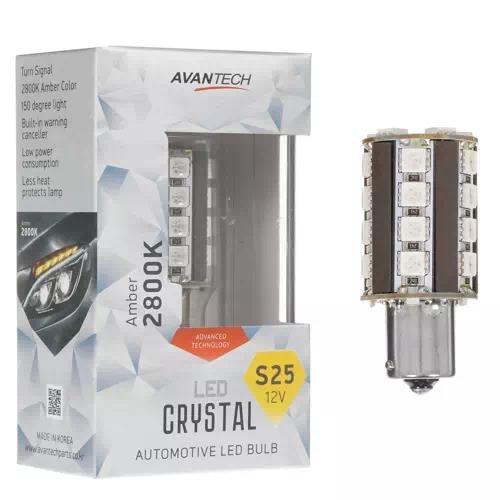 Turn Signal
2800K Amber Color
150 degree light
Built-in warning
canceller
Low power
consumption
Less heat
protects lamp
Amber
2800K
MADE IN KOREA
www.avantechparts.co.kr
AVANTECH
Amber
2800K
ADVANCED
TECHNOLOGY
LED
CRYSTAL
S25
12V
AUTOMOTIVE LED BULB